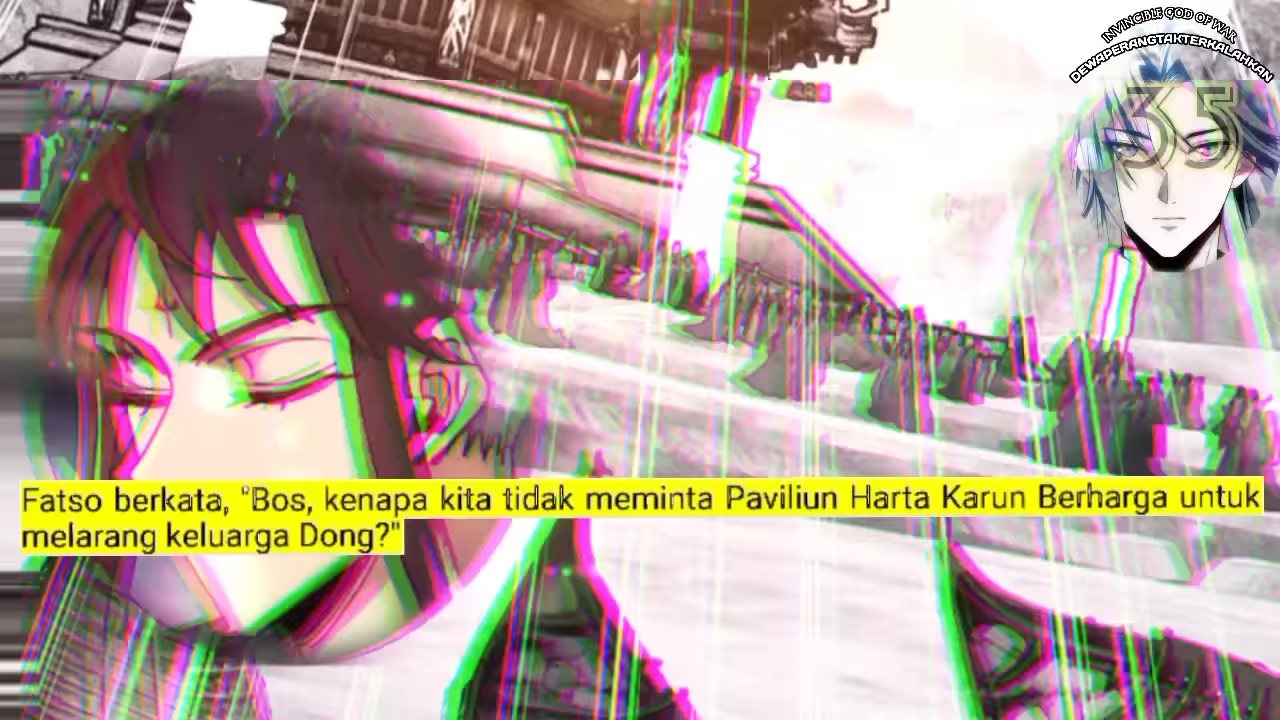 INVINCIBLE GOD OF WAR
DEWAPERANGTAKTERKALAHKAN
35
Fatso berkata, "Bos, kenapa kita tidak meminta Paviliun Harta Karun Berharga untuk
melarang keluarga Dong?"